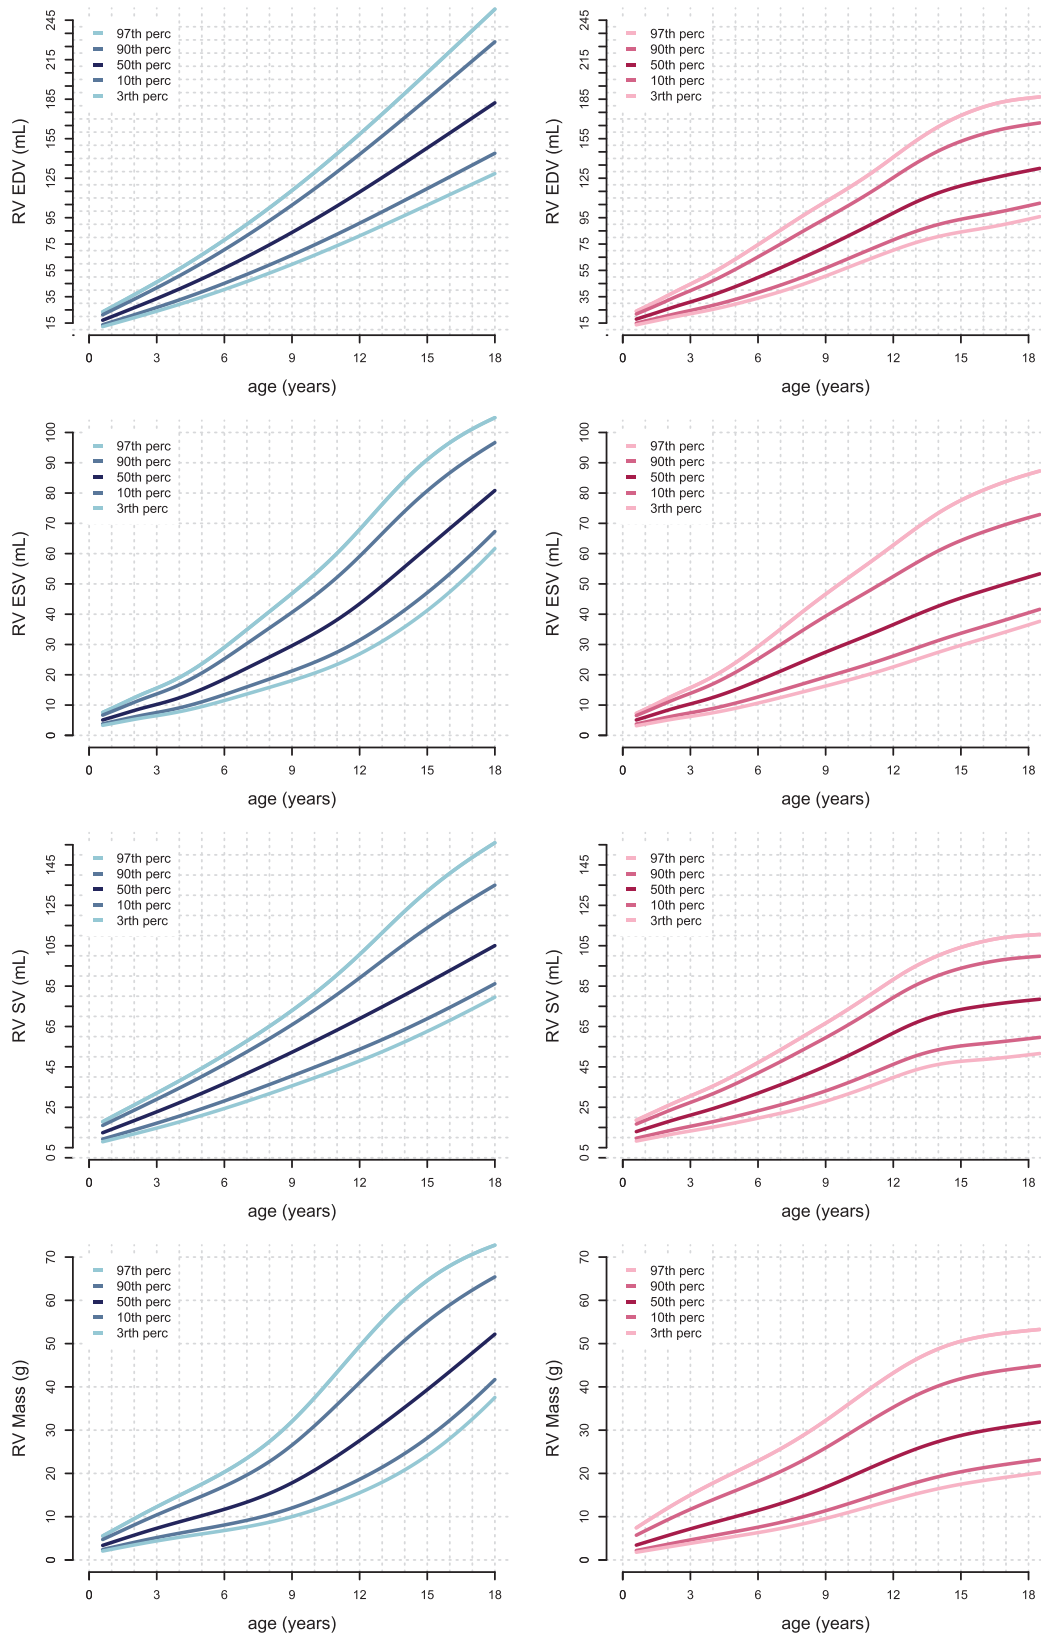 RV EDV (mL)
245
215
185
155
125
95
75
55
35
15
97th perc
90th perc
50th perc
10th perc
3rth perc
0 3 6 9 12 15 18
age (years)
RV EDV (mL)
245
215
185
155
125
95
75
55
35
15
97th perc
90th perc
50th perc
10th perc
3rth perc
0 3 6 9 12 15 18
age (years)
RV ESV (mL)
100
90
80
70
60
50
40
30
20
10
0
97th perc
90th perc
50th perc
10th perc
3rth perc
0 3 6 9 12 15 18
age (years)
RV ESV (mL)
100
90
80
70
60
50
40
30
20
10
0
97th perc
90th perc
50th perc
10th perc
3rth perc
0 3 6 9 12 15 18
age (years)
RV SV (mL)
145
125
105
85
65
45
25
5
0
97th perc
90th perc
50th perc
10th perc
3rth perc
0 3 6 9 12 15 18
age (years)
RV SV (mL)
145
125
105
85
65
45
25
5
0
97th perc
90th perc
50th perc
10th perc
3rth perc
0 3 6 9 12 15 18
age (years)
RV Mass (g)
70
60
50
40
30
20
10
0
97th perc
90th perc
50th perc
10th perc
3rth perc
0 3 6 9 12 15 18
age (years)
RV Mass (g)
70
60
50
40
30
20
10
0
97th perc
90th perc
50th perc
10th perc
3rth perc
0 3 6 9 12 15 18
age (years)